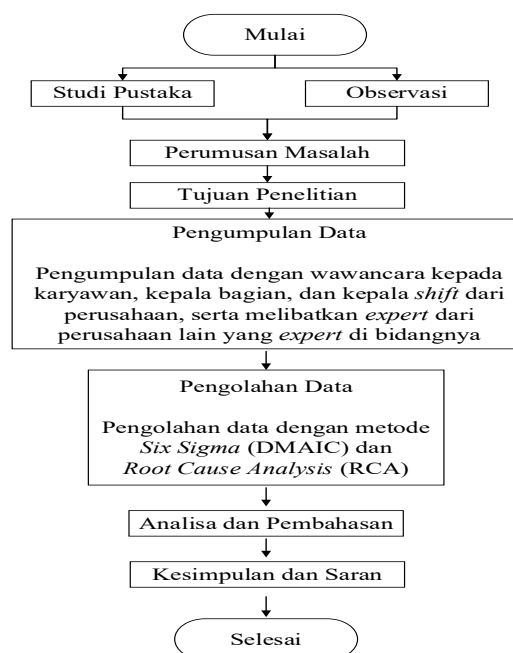 Mulai
Studi Pustaka
Observasi
Perumusan Masalah
Tujuan Penelitian
Pengumpulan Data
Pengumpulan data dengan wawancara kepada
karyawan, kepala bagian, dan kepala shift dari
perusahaan, serta melibatkan expert dari
perusahaan lain yang expert di bidangnya
Pengolahan Data
Pengolahan data dengan metode
Six Sigma (DMAIC) dan
Root Cause Analysis (RCA)
Analisa dan Pembahasan
Kesimpulan dan Saran
Selesai